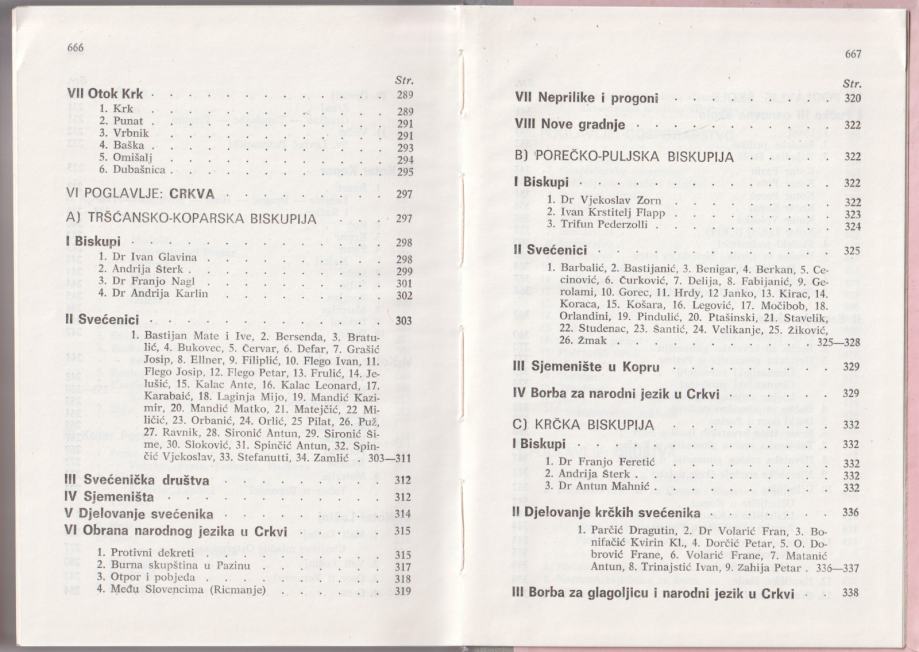 666
Str.
VII Otok Krk . . . . . . . . . . . . 289
1. Krk . . . . . . . . . . . . 289
2. Punat . . . . . . . . . . . . 291
3. Vrbnik . . . . . . . . . . . . 291
4. Baška . . . . . . . . . . . . 293
5. Omišalj . . . . . . . . . . . . 294
6. Dubašnica . . . . . . . . . . . . 295
VI POGLAVLJE: CRKVA . . . . . . . . . 297
A) TRŠĆANSKO-KOPARSKA BISKUPIJA . . . . 297
I Biskupi . . . . . . . . . . . . 298
1. Dr Ivan Glavina . . . . . . . . . . 298
2. Andrija Šterk . . . . . . . . . . . 299
3. Dr Franjo Nagl . . . . . . . . . . 301
4. Dr Andrija Karlin . . . . . . . . . 302
II Svećenici . . . . . . . . . . . . 303
1. Bastijan Mate i Ive, 2. Bersenda, 3. Bratu-
lić, 4. Bukovec, 5. Červar, 6. Defar, 7. Grašić
Josip, 8. Ellner, 9. Filiplić, 10. Flego Ivan, 11.
Flego Josip, 12. Flego Petar, 13. Frulić, 14. Je-
lušić, 15. Kalac Ante, 16. Kalac Leonard, 17.
Karabaić, 18. Laginja Mijo, 19. Mandić Kazi-
mir, 20. Mandić Matko, 21. Matejčić, 22 Mi-
ličić, 23. Orbanić, 24. Orlić, 25 Pilat, 26. Puž,
27. Ravnik, 28. Sironić Antun, 29. Sironić Ši-
me, 30. Sloković, 31. Spinčić Antun, 32. Spin-
čić Vjekoslav, 33. Stefanutti, 34. Zamlić . 303—311
III Svećenička društva . . . . . . . . 312
IV Sjemeništa . . . . . . . . . . . 312
V Djelovanje svećenika . . . . . . . . 314
VI Obrana narodnog jezika u Crkvi . . . . . 315
1. Protivni dekreti . . . . . . . . . 315
2. Burna skupština u Pazinu . . . . . . 317
3. Otpor i pobjeda . . . . . . . . . 318
4. Među Slovencima (Ricmanje) . . . . . . 319
667
Str.
VII Neprilike i progoni . . . . . . . . 320
VIII Nove gradnje . . . . . . . . . . 322
B) POREČKO-PULJSKA BISKUPIJA . . . . . 322
I Biskupi . . . . . . . . . . . . 322
1. Dr Vjekoslav Zorn . . . . . . . . 322
2. Ivan Krstitelj Flapp . . . . . . . . 323
3. Trifun Pederzolli . . . . . . . . . 324
II Svećenici . . . . . . . . . . . . 325
1. Barbalić, 2. Bastijanić, 3. Benigar, 4. Berkan, 5. Ce-
cinović, 6. Ćurković, 7. Delija, 8. Fabijanić, 9. Ge-
rolami, 10. Gorec, 11. Hrdy, 12 Janko, 13. Kirac, 14.
Koraca, 15. Košara, 16. Legović, 17. Močibob, 18.
Orlandini, 19. Pindulić, 20. Ptašinski, 21. Stavelik,
22. Studenac, 23. Šantić, 24. Velikanje, 25. Žiković,
26. Žmak . . . . . . . . . . 325—328
III Sjemenište u Kopru . . . . . . . . 329
IV Borba za narodni jezik u Crkvi . . . . . 329
C) KRČKA BISKUPIJA . . . . . . . . 332
I Biskupi . . . . . . . . . . . . 332
1. Dr Franjo Feretić . . . . . . . . . 332
2. Andrija Šterk . . . . . . . . . . 332
3. Dr Antun Mahnić . . . . . . . . . 332
II Djelovanje krčkih svećenika . . . . . . 336
1. Parčić Dragutin, 2. Dr Volarić Fran, 3. Bo-
nifačić Kvirin Kl., 4. Dorčić Petar, 5. O. Do-
brović Frane, 6. Volarić Frane, 7. Matanić
Antun, 8. Trinajstić Ivan, 9. Zahija Petar . 336—337
III Borba za glagoljicu i narodni jezik u Crkvi . . 338